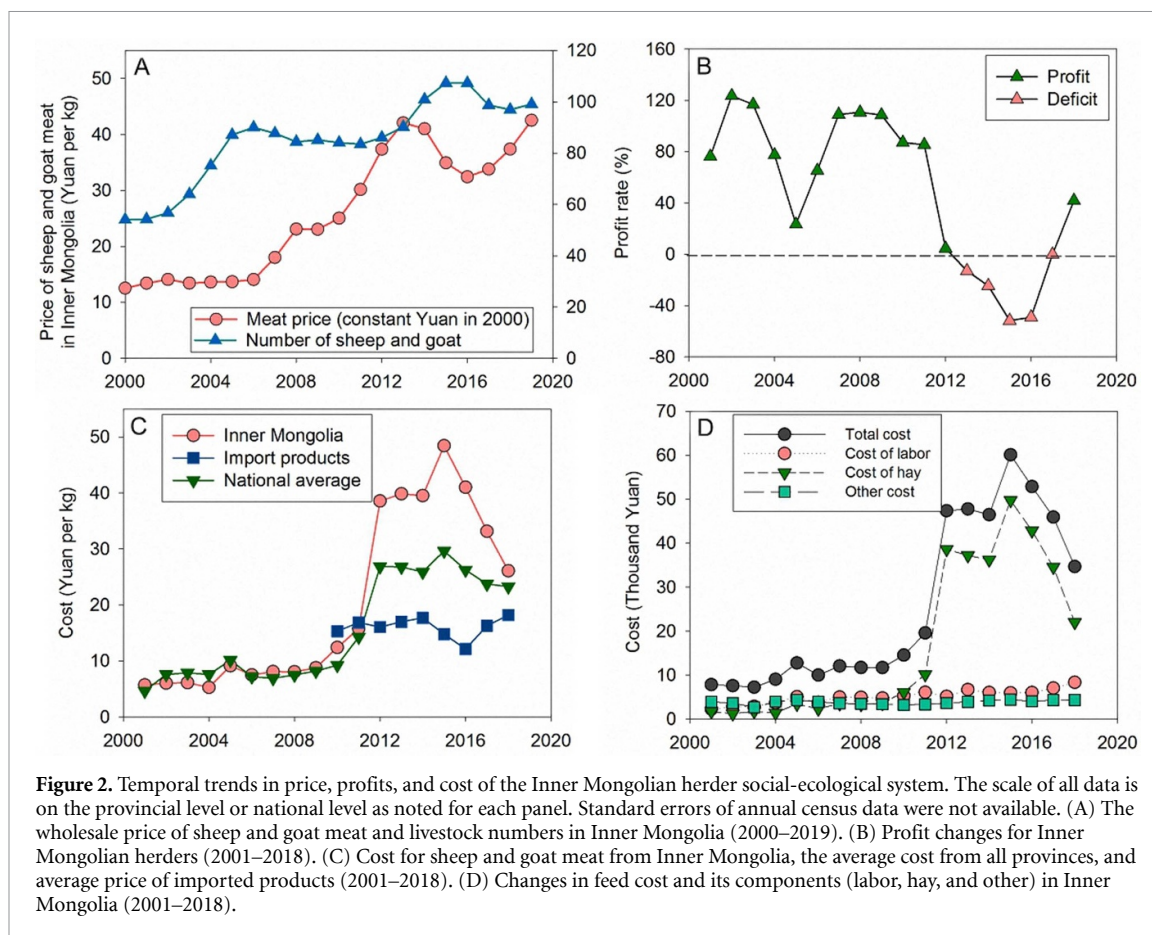 A
Price of sheep and goat meat
in Inner Mongolia (Yuan per kg)
50
40
30
20
10
0
120
100
80
60
40
20
0
Meat price (constant Yuan in 2000)
Number of sheep and goat
2000 2004 2008 2012 2016 2020
B
Profit rate (%)
160
120
80
40
0
-40
-80
Profit
Deficit
2000 2004 2008 2012 2016 2020
C
Cost (Yuan per kg)
50
40
30
20
10
0
Inner Mongolia
Import products
National average
2000 2004 2008 2012 2016 2020
D
Cost (Thousand Yuan)
70
60
50
40
30
20
10
0
Total cost
Cost of labor
Cost of hay
Other cost
2000 2004 2008 2012 2016 2020
Figure 2. Temporal trends in price, profits, and cost of the Inner Mongolian herder social-ecological system. The scale of all data is
on the provincial level or national level as noted for each panel. Standard errors of annual census data were not available. (A) The
wholesale price of sheep and goat meat and livestock numbers in Inner Mongolia (2000–2019). (B) Profit changes for Inner
Mongolian herders (2001–2018). (C) Cost for sheep and goat meat from Inner Mongolia, the average cost from all provinces, and
average price of imported products (2001–2018). (D) Changes in feed cost and its components (labor, hay, and other) in Inner
Mongolia (2001–2018).